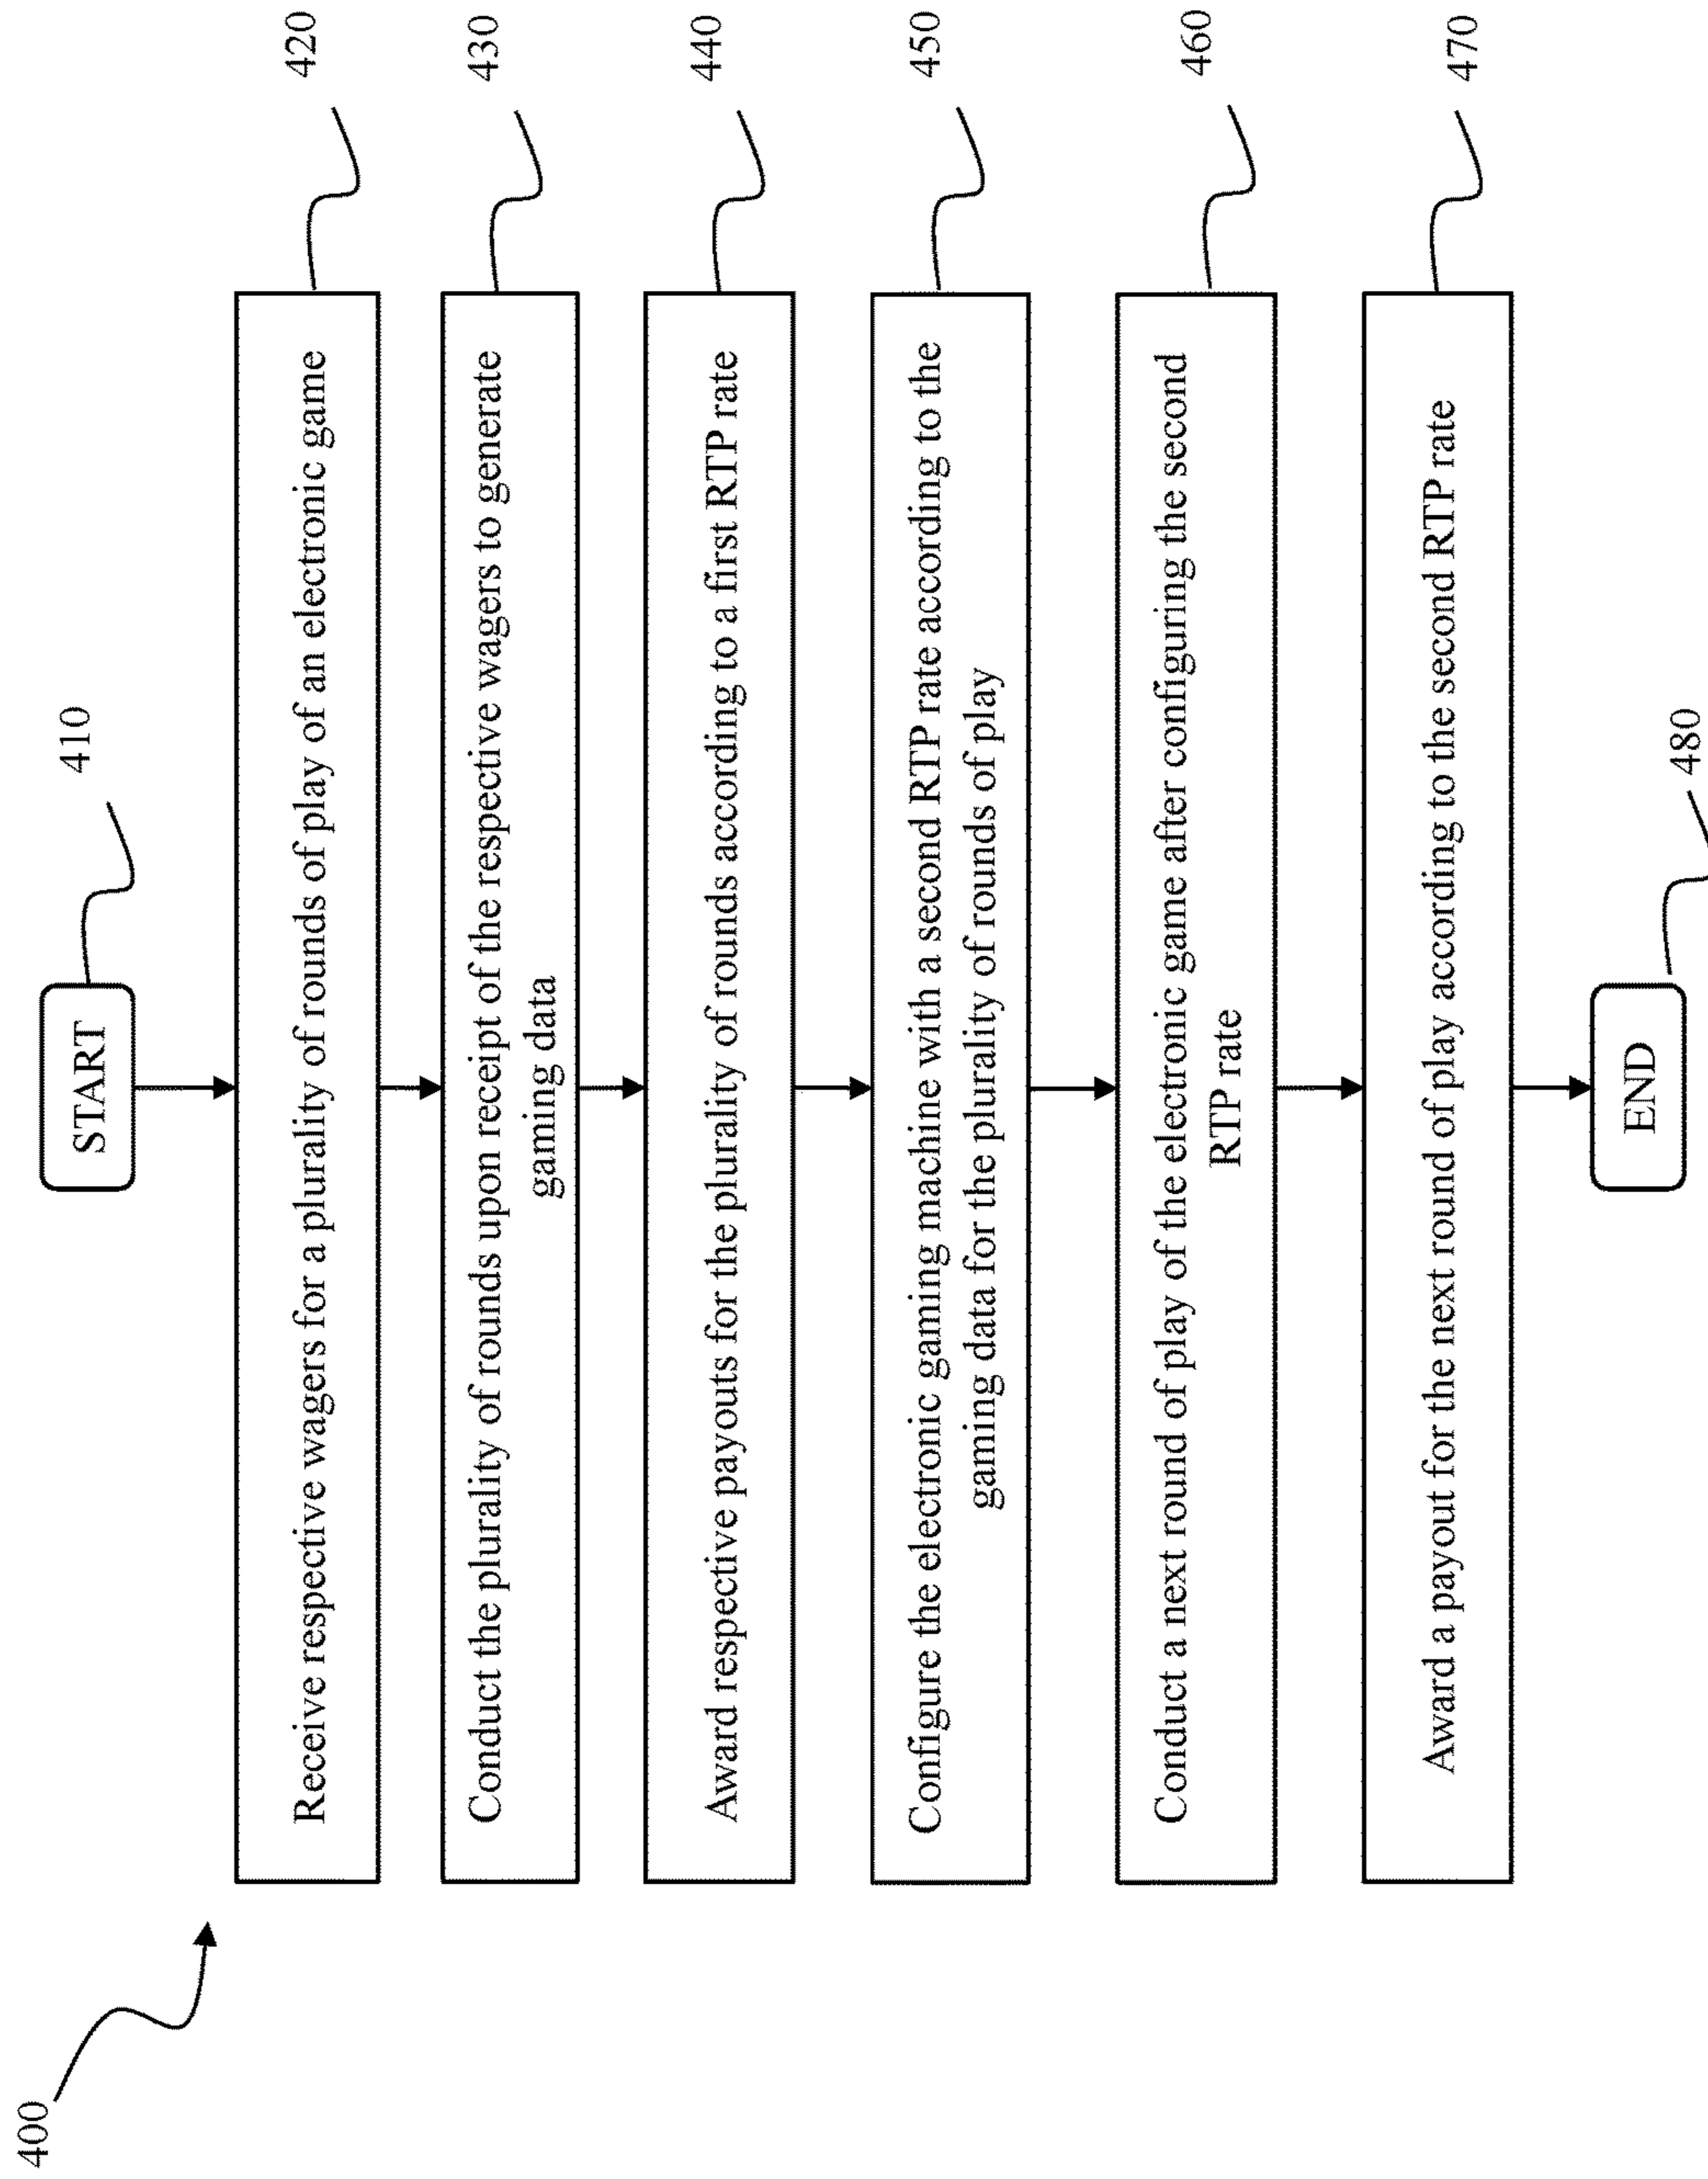 400
START
410
Receive respective wagers for a plurality of rounds of play of an electronic game
420
Conduct the plurality of rounds upon receipt of the respective wagers to generate
gaming data
430
Award respective payouts for the plurality of rounds according to a first RTP rate
440
Configure the electronic gaming machine with a second RTP rate according to the
gaming data for the plurality of rounds of play
450
Conduct a next round of play of the electronic game after configuring the second
RTP rate
460
Award a payout for the next round of play according to the second RTP rate
470
END
480